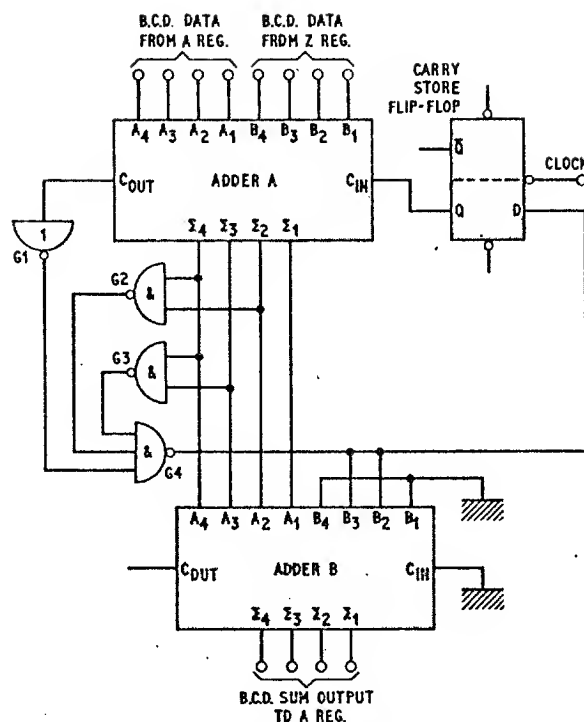 B.C.D. DATA
FROM A REG.
B.C.D. DATA
FRDM Z REG.
CARRY
STORE
FLIP-FLOP
A4 A3 A2 A1 B4 B3 B2 B1
COUT ADDER A CIN
Σ4 Σ3 Σ2 Σ1
Q̅
CLOCK
Q D
1
G1
G2
&
G3
&
&
G4
A4 A3 A2 A1 B4 B3 B2 B1
CDUT ADDER B CIN
Σ4 Σ3 Σ2 Σ1
B.C.D. SUM OUTPUT
TD A REG.